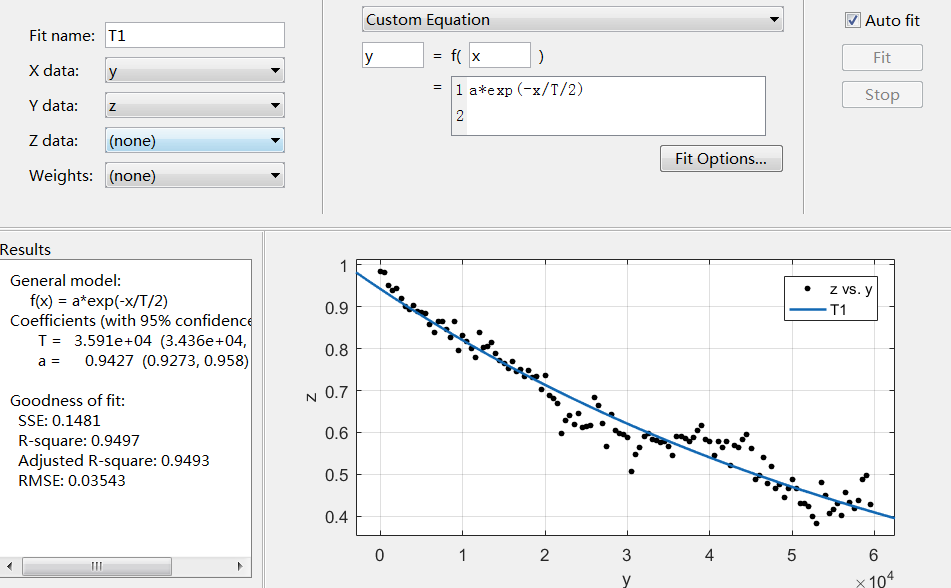 Fit name: T1
X data: y
Y data: z
Z data: (none)
Weights: (none)
Custom Equation
y = f( x )
= 1 a*exp(-x/T/2)
2
Fit Options...
Auto fit
Fit
Stop
Results
General model:
f(x) = a*exp(-x/T/2)
Coefficients (with 95% confidence
T = 3.591e+04 (3.436e+04,
a = 0.9427 (0.9273, 0.958)
Goodness of fit:
SSE: 0.1481
R-square: 0.9497
Adjusted R-square: 0.9493
RMSE: 0.03543
1
0.9
0.8
0.7
0.6
0.5
0.4
z
z vs. y
T1
0 1 2 3 4 5 6
y
×10^4